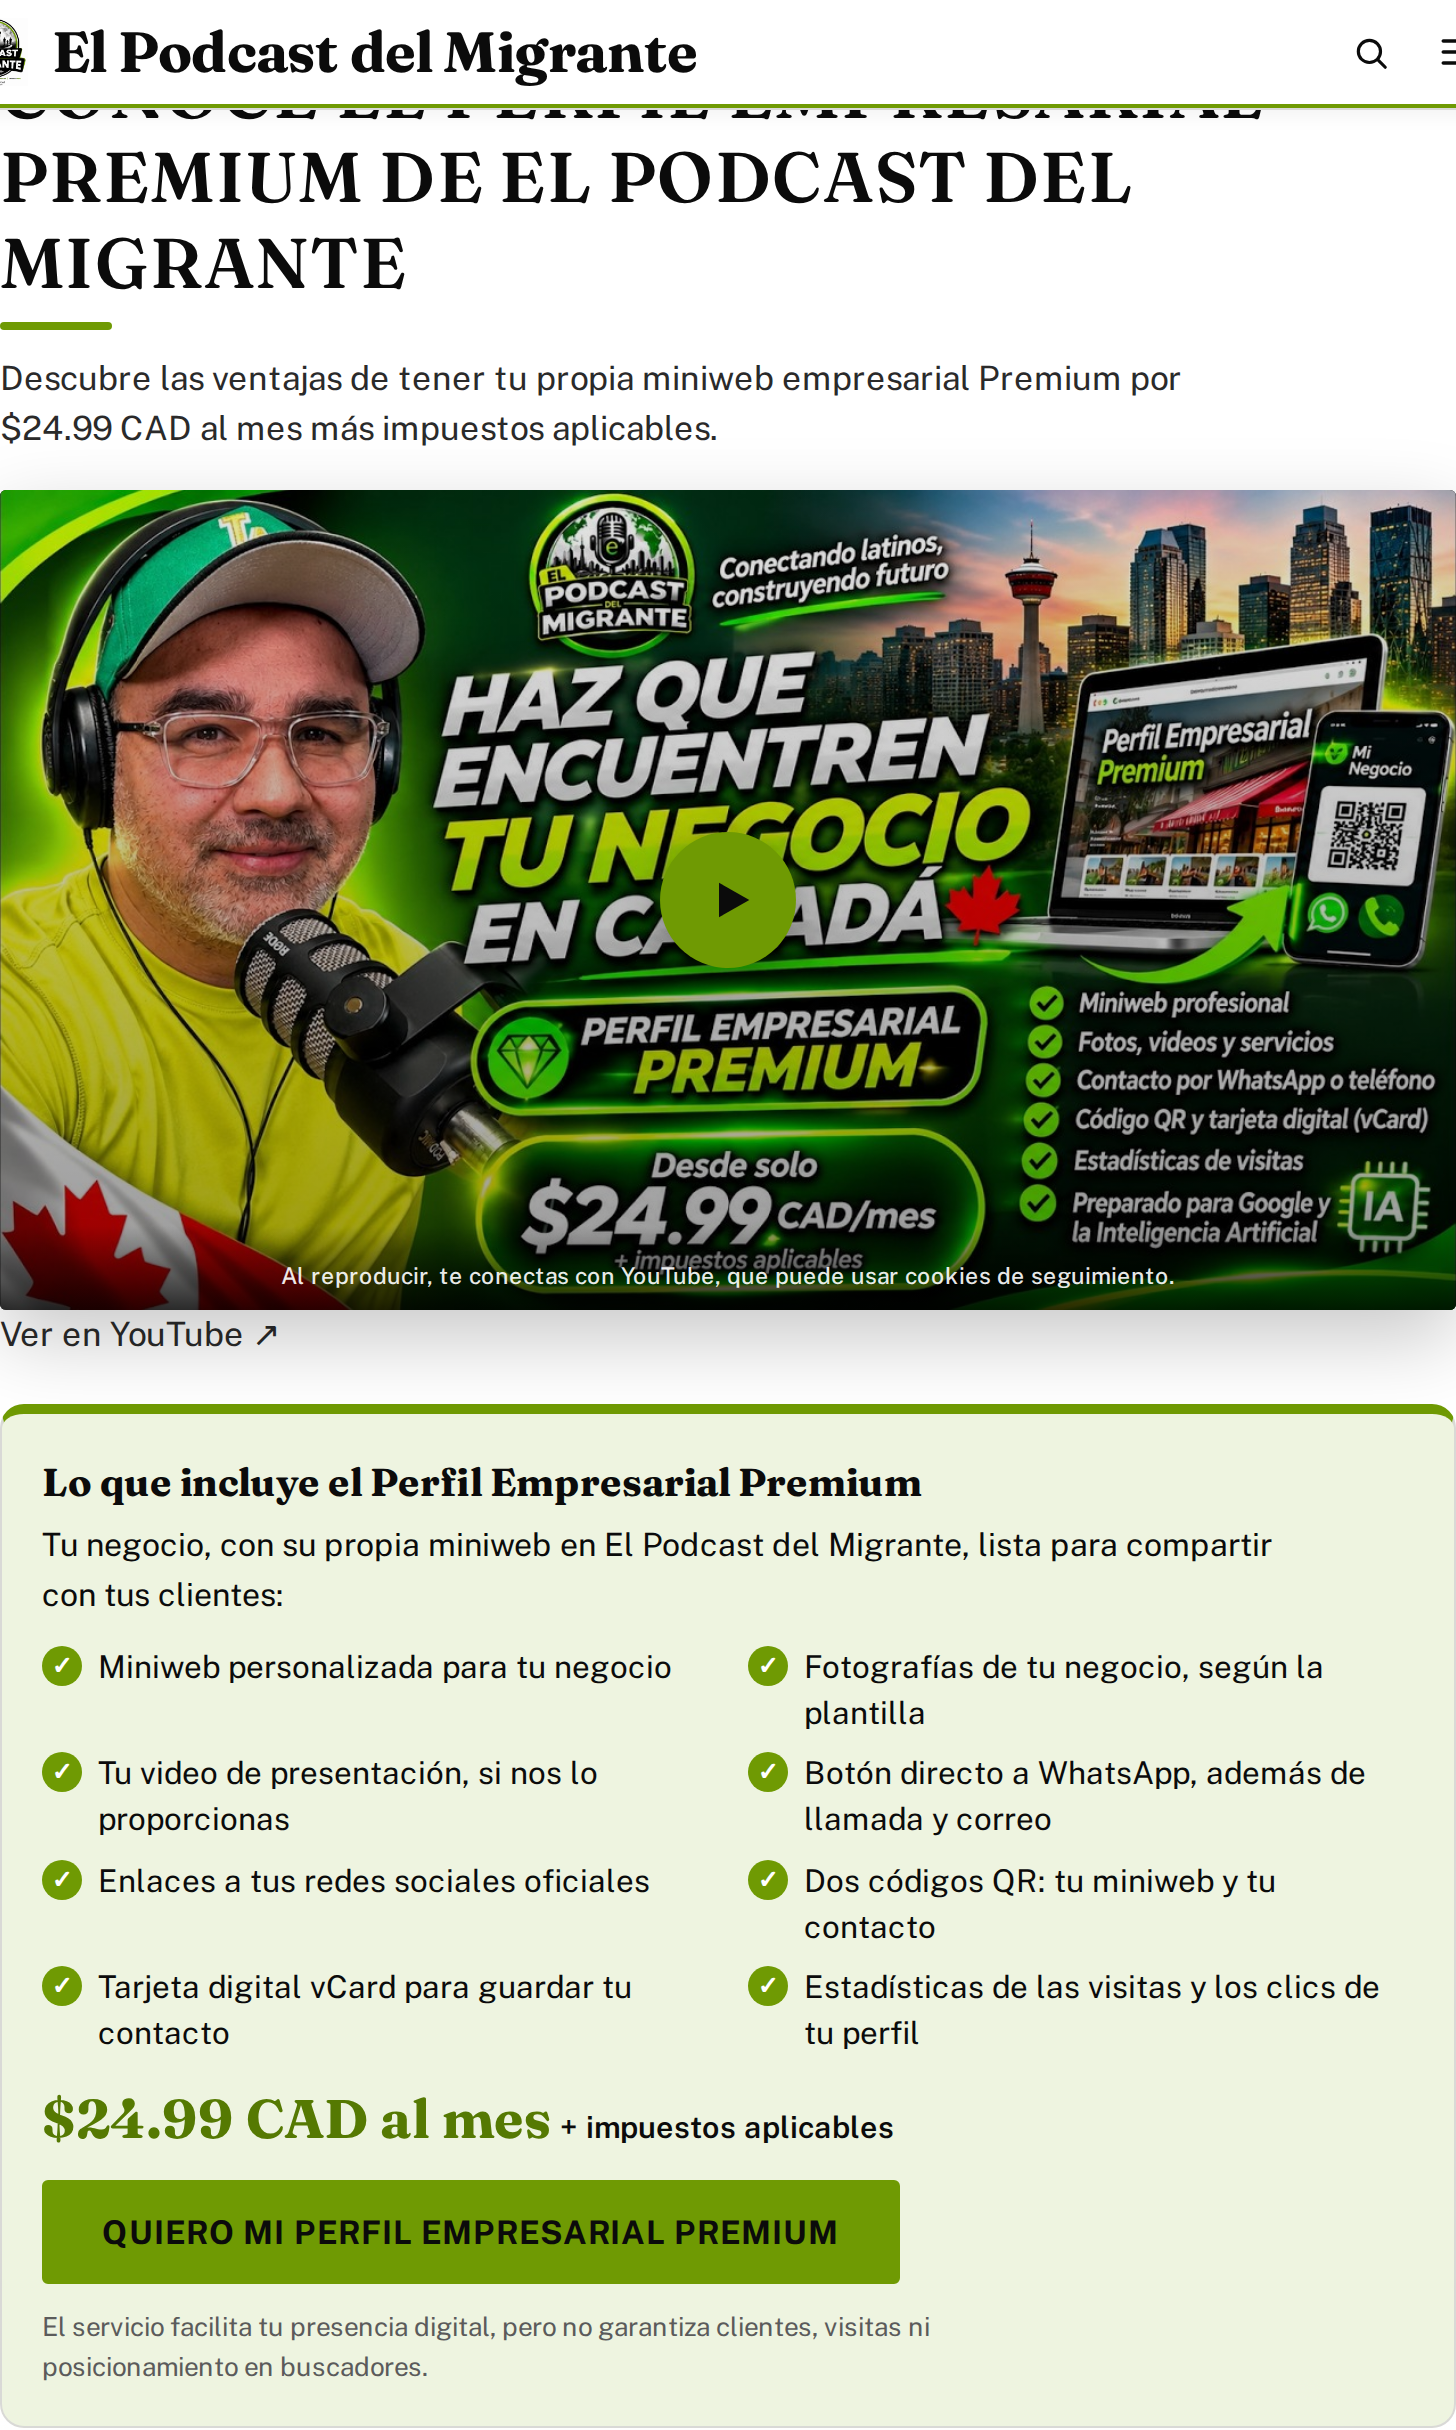 El Podcast del Migrante
CONOCE EL PERFIL EMPRESARIAL
PREMIUM DE EL PODCAST DEL
MIGRANTE
Descubre las ventajas de tener tu propia miniweb empresarial Premium por
$24.99 CAD al mes más impuestos aplicables.
EL
PODCAST
DEL
MIGRANTE
Conectando latinos,
construyendo futuro
HAZ QUE
ENCUENTREN
TU NEGOCIO
EN CANADÁ
Perfil Empresarial
Premium
Mi
Negocio
RØDE
PERFIL EMPRESARIAL
PREMIUM
Desde solo
$24.99 CAD/mes
+ impuestos aplicables
Miniweb profesional
Fotos, videos y servicios
Contacto por WhatsApp o teléfono
Código QR y tarjeta digital (vCard)
Estadísticas de visitas
Preparado para Google y
la Inteligencia Artificial
IA
Al reproducir, te conectas con YouTube, que puede usar cookies de seguimiento.
Ver en YouTube ↗
Lo que incluye el Perfil Empresarial Premium
Tu negocio, con su propia miniweb en El Podcast del Migrante, lista para compartir
con tus clientes:
Miniweb personalizada para tu negocio
Fotografías de tu negocio, según la
plantilla
Tu video de presentación, si nos lo
proporcionas
Botón directo a WhatsApp, además de
llamada y correo
Enlaces a tus redes sociales oficiales
Dos códigos QR: tu miniweb y tu
contacto
Tarjeta digital vCard para guardar tu
contacto
Estadísticas de las visitas y los clics de
tu perfil
$24.99 CAD al mes + impuestos aplicables
QUIERO MI PERFIL EMPRESARIAL PREMIUM
El servicio facilita tu presencia digital, pero no garantiza clientes, visitas ni
posicionamiento en buscadores.